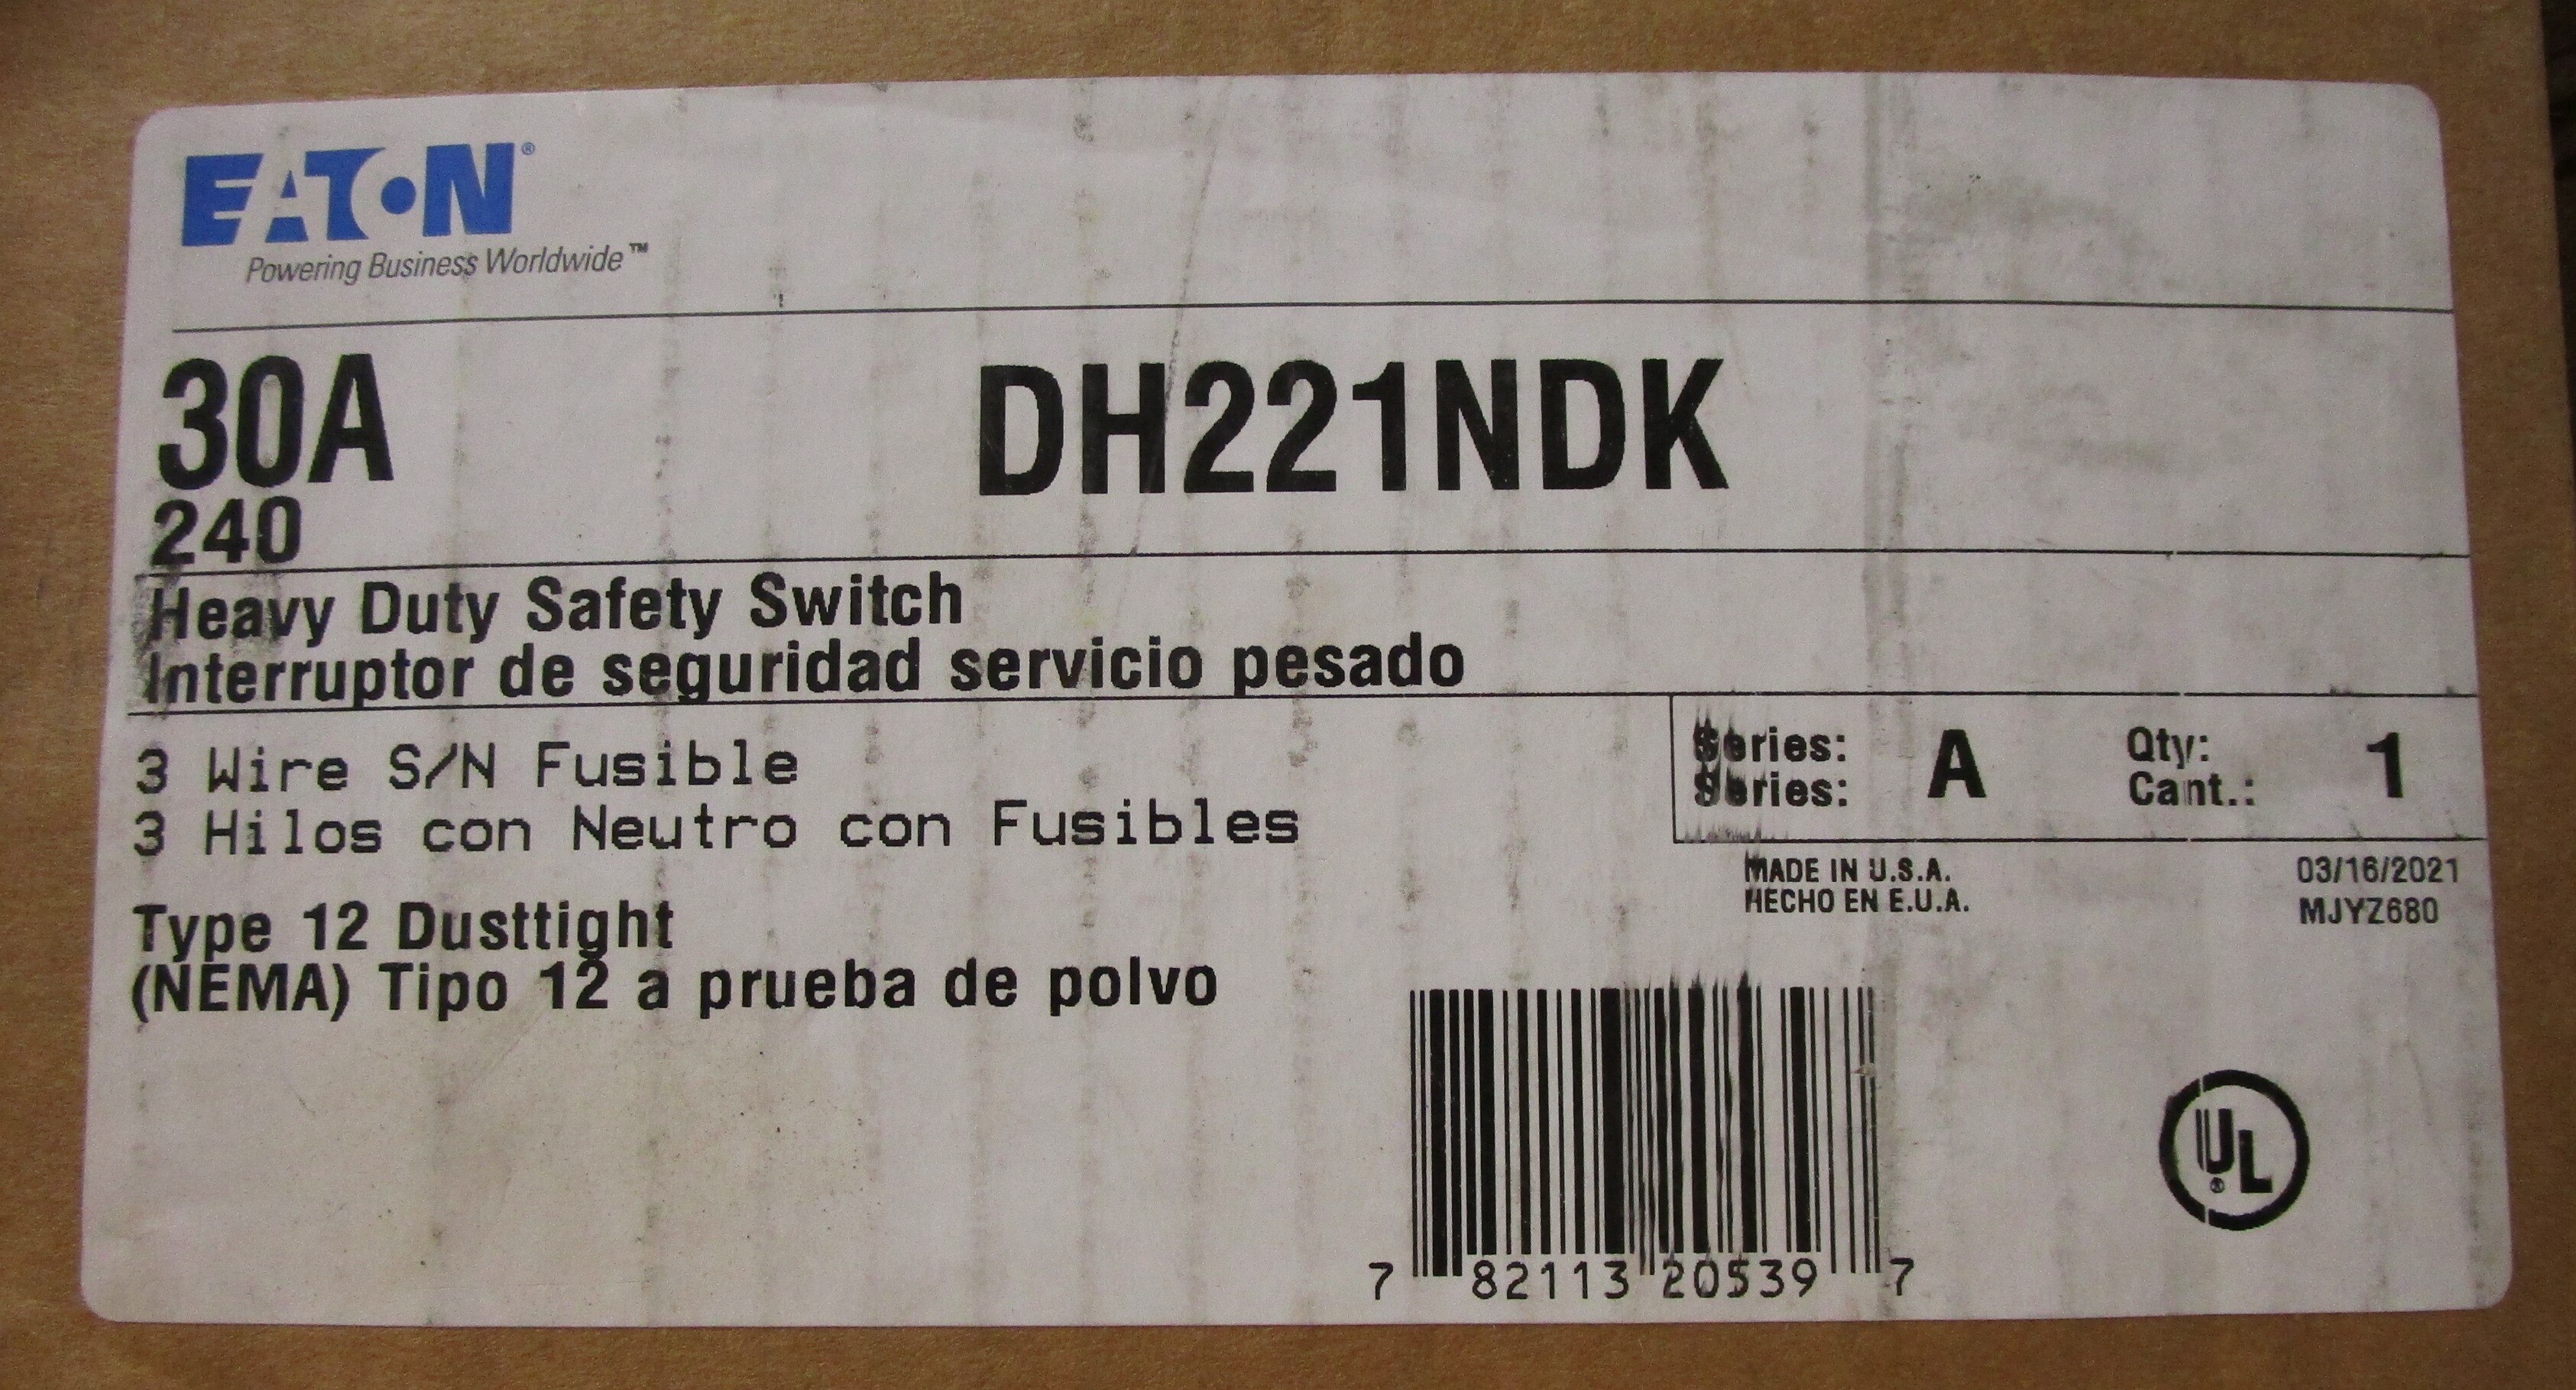 EATON®
Powering Business Worldwide™
30A
DH221NDK
240
Heavy Duty Safety Switch
Interruptor de seguridad servicio pesado
3 Wire S/N Fusible
3 Hilos con Neutro con Fusibles
Series: A Qty: 1
Series: Cant.:
MADE IN U.S.A. 03/16/2021
HECHO EN E.U.A. MJYZ680
Type 12 Dusttight
(NEMA) Tipo 12 a prueba de polvo
7 82113 20539 7
UL®